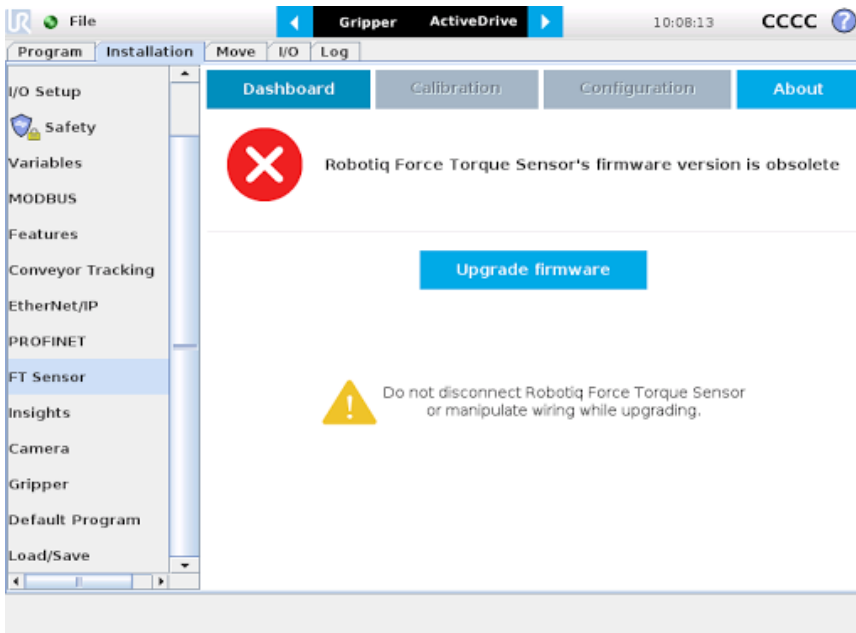 UR File Gripper ActiveDrive 10:08:13 CCCC ?
Program Installation Move I/O Log
I/O Setup
Safety
Variables
MODBUS
Features
Conveyor Tracking
EtherNet/IP
PROFINET
FT Sensor
Insights
Camera
Gripper
Default Program
Load/Save
Dashboard Calibration Configuration About
Robotiq Force Torque Sensor's firmware version is obsolete
Upgrade firmware
Do not disconnect Robotiq Force Torque Sensor
or manipulate wiring while upgrading.